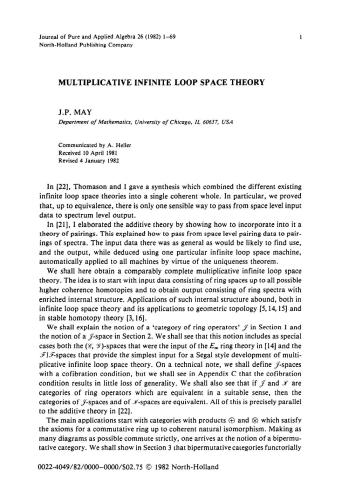 Journal of Pure and Applied Algebra 26 (1982) 1–69
1
North-Holland Publishing Company
MULTIPLICATIVE INFINITE LOOP SPACE THEORY
J.P. MAY
Department of Mathematics, University of Chicago, IL 60637, USA
Communicated by A. Heller
Received 10 April 1981
Revised 4 January 1982
In [22], Thomason and I gave a synthesis which combined the different existing
infinite loop space theories into a single coherent whole. In particular, we proved
that, up to equivalence, there is only one sensible way to pass from space level input
data to spectrum level output.
In [21], I elaborated the additive theory by showing how to incorporate into it a
theory of pairings. This explained how to pass from space level pairing data to pair-
ings of spectra. The input data there was as general as would be likely to find use,
and the output, while deduced using one particular infinite loop space machine,
automatically applied to all machines by virtue of the uniqueness theorem.
We shall here obtain a comparably complete multiplicative infinite loop space
theory. The idea is to start with input data consisting of ring spaces up to all possible
higher coherence homotopies and to obtain output consisting of ring spectra with
enriched internal structure. Applications of such internal structure abound, both in
infinite loop space theory and its applications to geometric topology [5, 14, 15] and
in stable homotopy theory [3, 16].
We shall explain the notion of a ‘category of ring operators’ 𝒥 in Section 1 and
the notion of a 𝒥-space in Section 2. We shall see that this notion includes as special
cases both the (𝒞, 𝒢)-spaces that were the input of the E∞ ring theory in [14] and the
ℱ∫ℱ-spaces that provide the simplest input for a Segal style development of multi-
plicative infinite loop space theory. On a technical note, we shall define 𝒥-spaces
with a cofibration condition, but we shall see in Appendix C that the cofibration
condition results in little loss of generality. We shall also see that if 𝒥 and 𝒦 are
categories of ring operators which are equivalent in a suitable sense, then the
categories of 𝒥-spaces and of 𝒦-spaces are equivalent. All of this is precisely parallel
to the additive theory in [22].
The main applications start with categories with products ⊕ and ⊗ which satisfy
the axioms for a commutative ring up to coherent natural isomorphism. Making as
many diagrams as possible commute strictly, one arrives at the notion of a bipermu-
tative category. We shall show in Section 3 that bipermutative categories functorially
0022-4049/82/0000-0000/$02.75 © 1982 North-Holland